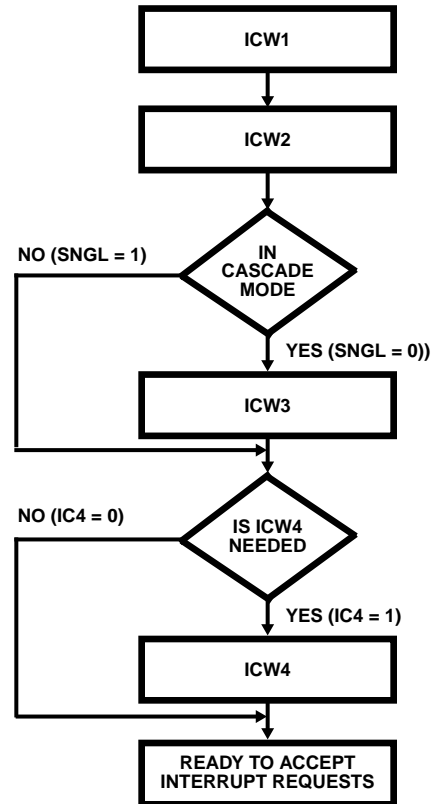 ICW1
ICW2
IN
CASCADE
MODE
NO (SNGL = 1)
YES (SNGL = 0))
ICW3
IS ICW4
NEEDED
NO (IC4 = 0)
YES (IC4 = 1)
ICW4
READY TO ACCEPT
INTERRUPT REQUESTS